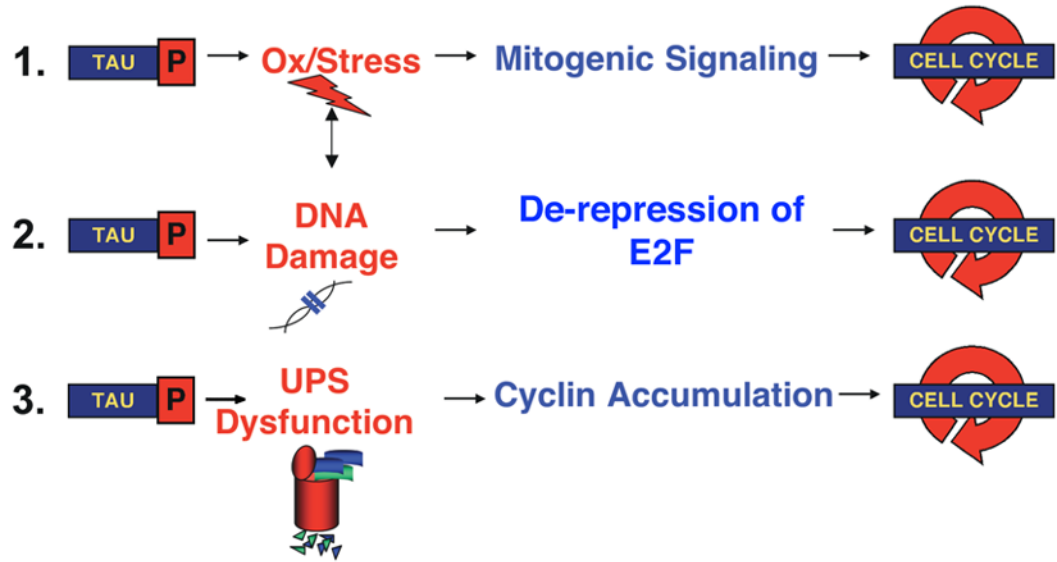 1. TAU P Ox/Stress Mitogenic Signaling CELL CYCLE
2. TAU P DNA Damage De-repression of E2F CELL CYCLE
3. TAU P UPS Dysfunction Cyclin Accumulation CELL CYCLE